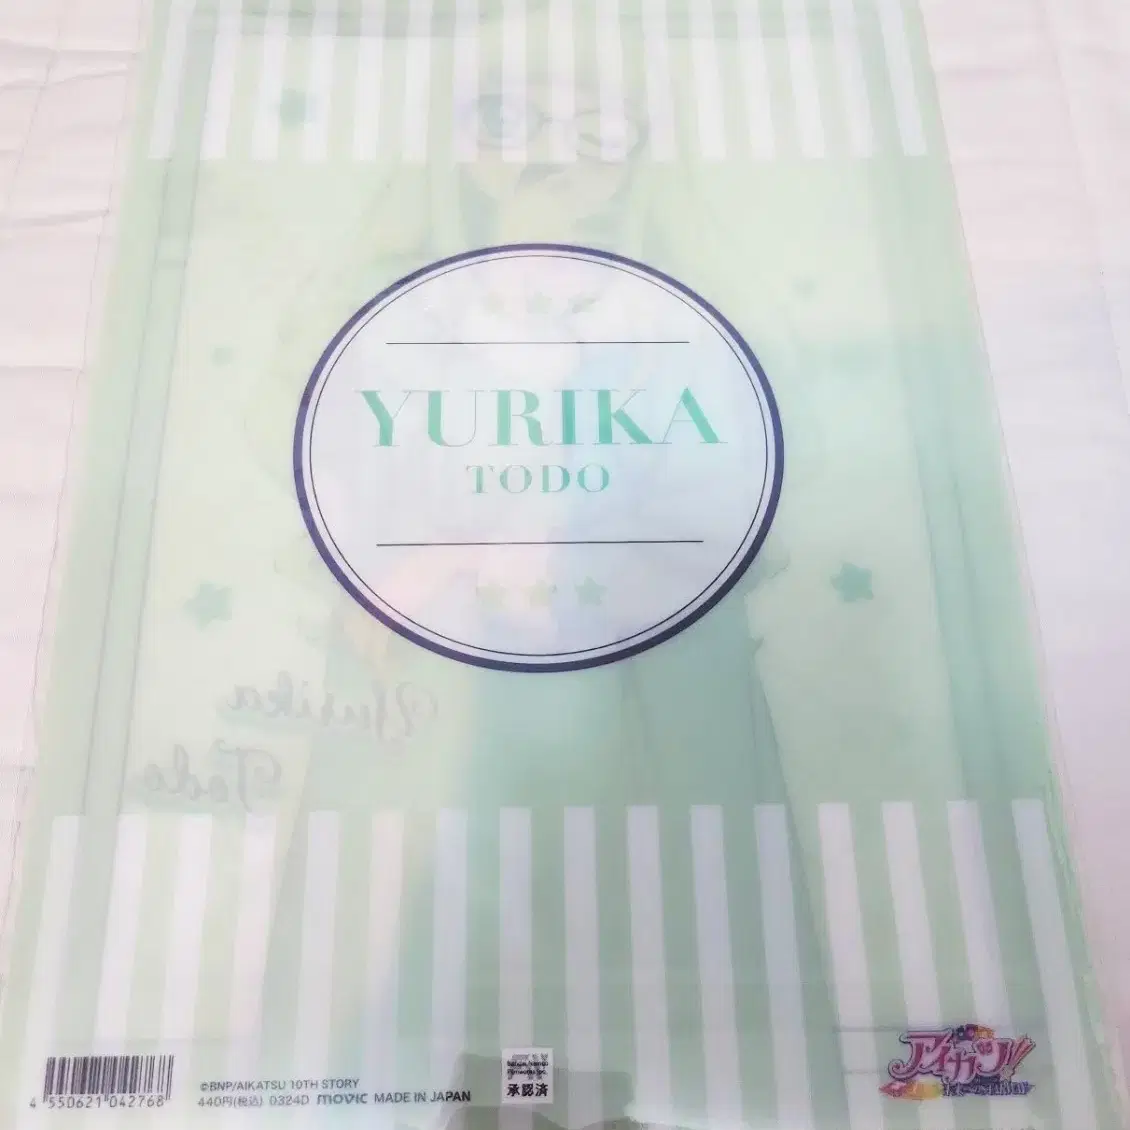 YURIKA
TODO
Yurika
Todo
4 550621 042768
©BNP/AIKATSU 10TH STORY
440円(税込) 0324D movic MADE IN JAPAN
承認済
アイカツ!